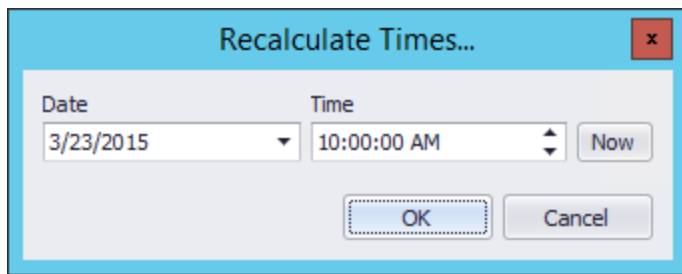 Recalculate Times...
x
Date Time
3/23/2015 10:00:00 AM Now
OK Cancel